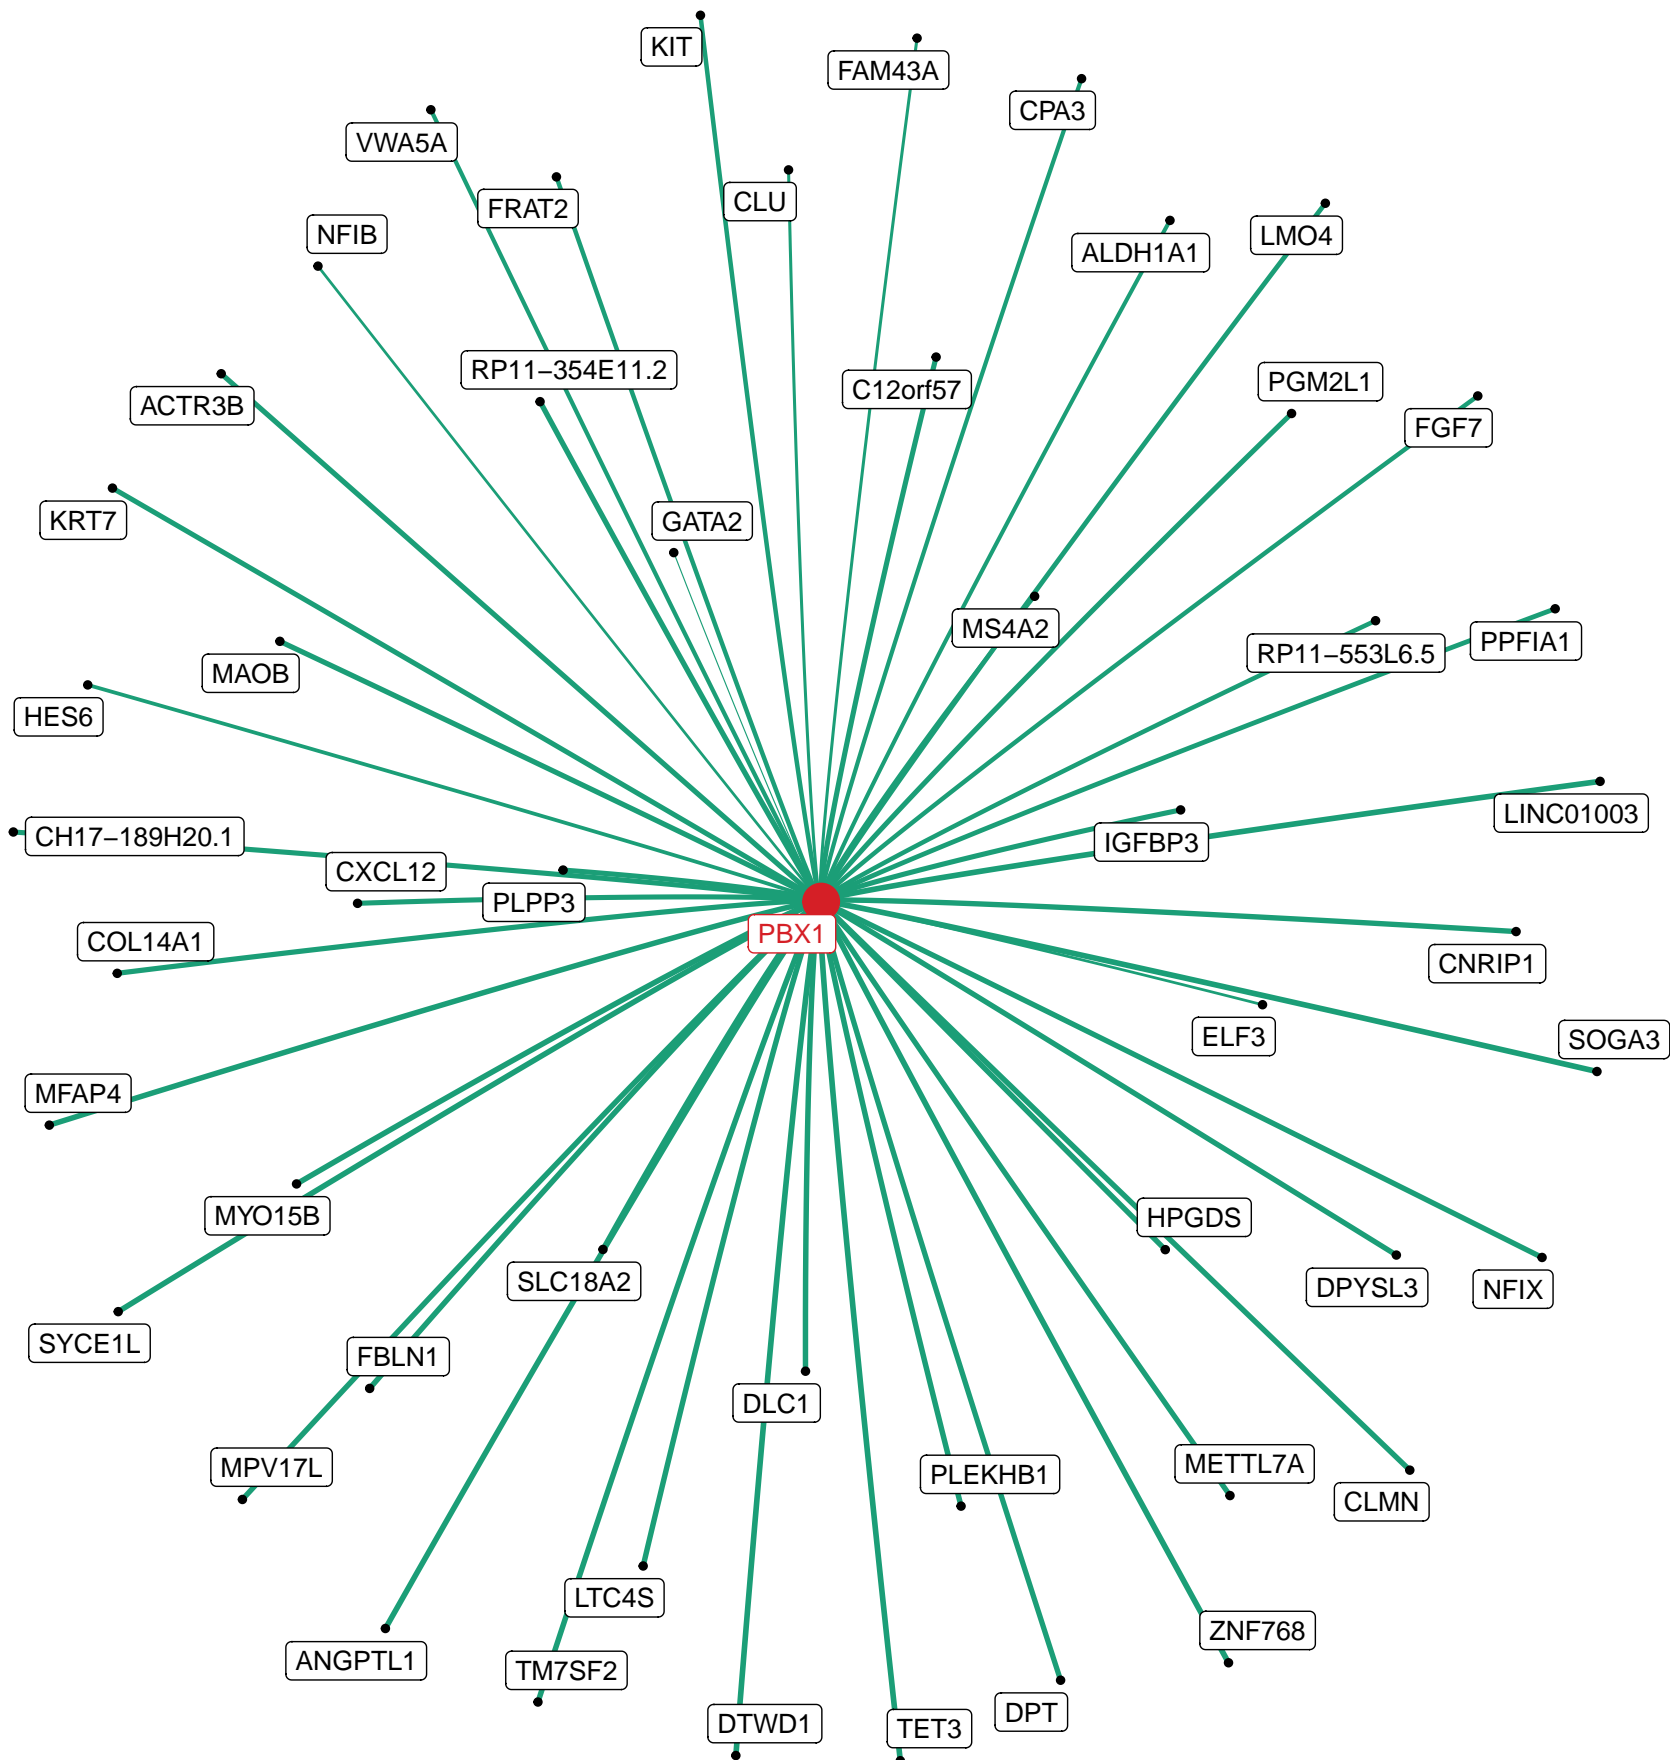 KIT
FAM43A
CPA3
VWA5A
CLU
FRAT2
NFIB
LMO4
ALDH1A1
RP11−354E11.2
PGM2L1
C12orf57
ACTR3B
FGF7
KRT7
GATA2
MS4A2
PPFIA1
RP11−553L6.5
MAOB
HES6
LINC01003
CH17−189H20.1
IGFBP3
CXCL12
PLPP3
PBX1
COL14A1
CNRIP1
ELF3
SOGA3
MFAP4
MYO15B
HPGDS
SLC18A2
DPYSL3
NFIX
SYCE1L
FBLN1
DLC1
MPV17L
METTL7A
PLEKHB1
CLMN
LTC4S
ZNF768
ANGPTL1
TM7SF2
DPT
DTWD1
TET3